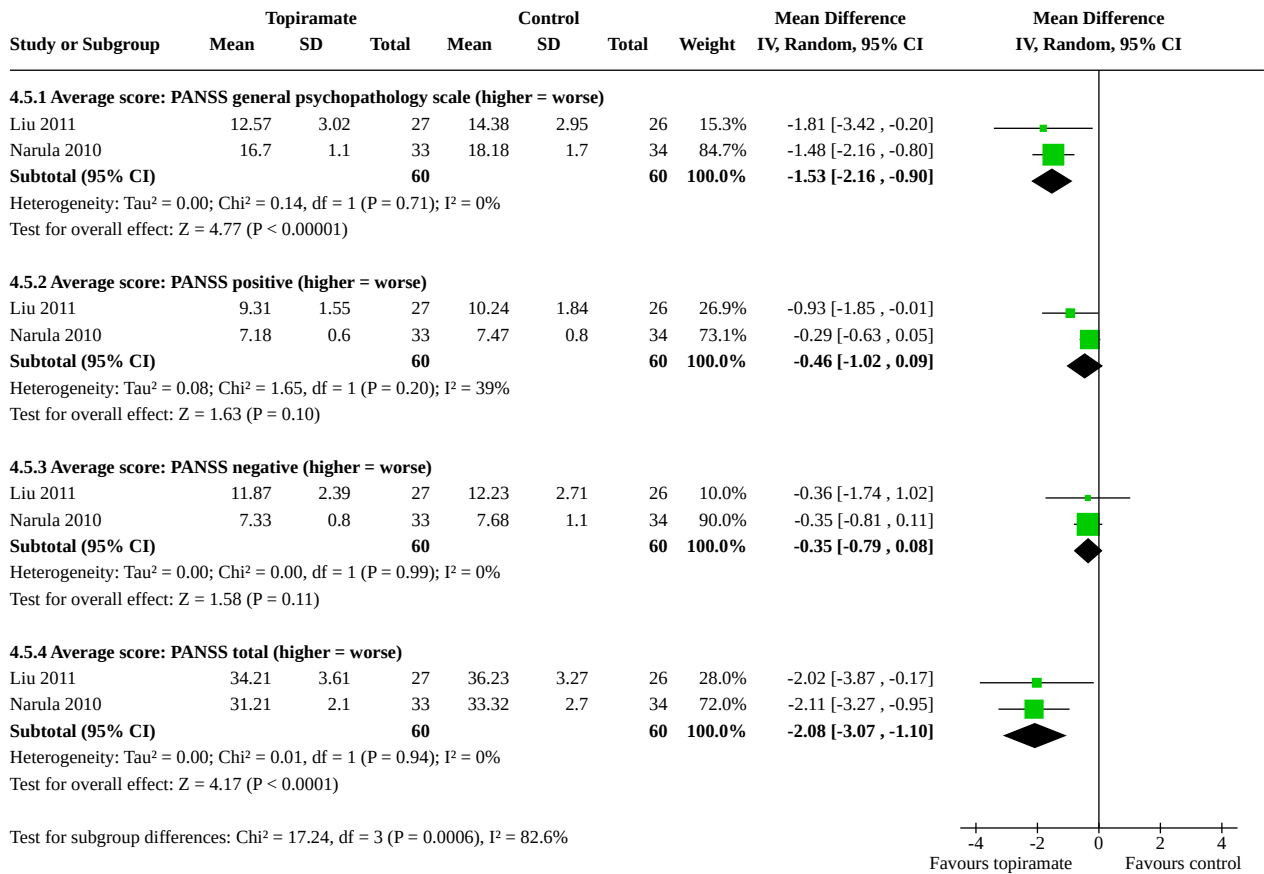 Topiramate Control Mean Difference Mean Difference
Study or Subgroup Mean SD Total Mean SD Total Weight IV, Random, 95% CI IV, Random, 95% CI
4.5.1 Average score: PANSS general psychopathology scale (higher = worse)
Liu 2011 12.57 3.02 27 14.38 2.95 26 15.3% -1.81 [-3.42 , -0.20]
Narula 2010 16.7 1.1 33 18.18 1.7 34 84.7% -1.48 [-2.16 , -0.80]
Subtotal (95% CI) 60 60 100.0% -1.53 [-2.16 , -0.90]
Heterogeneity: Tau² = 0.00; Chi² = 0.14, df = 1 (P = 0.71); I² = 0%
Test for overall effect: Z = 4.77 (P < 0.00001)
4.5.2 Average score: PANSS positive (higher = worse)
Liu 2011 9.31 1.55 27 10.24 1.84 26 26.9% -0.93 [-1.85 , -0.01]
Narula 2010 7.18 0.6 33 7.47 0.8 34 73.1% -0.29 [-0.63 , 0.05]
Subtotal (95% CI) 60 60 100.0% -0.46 [-1.02 , 0.09]
Heterogeneity: Tau² = 0.08; Chi² = 1.65, df = 1 (P = 0.20); I² = 39%
Test for overall effect: Z = 1.63 (P = 0.10)
4.5.3 Average score: PANSS negative (higher = worse)
Liu 2011 11.87 2.39 27 12.23 2.71 26 10.0% -0.36 [-1.74 , 1.02]
Narula 2010 7.33 0.8 33 7.68 1.1 34 90.0% -0.35 [-0.81 , 0.11]
Subtotal (95% CI) 60 60 100.0% -0.35 [-0.79 , 0.08]
Heterogeneity: Tau² = 0.00; Chi² = 0.00, df = 1 (P = 0.99); I² = 0%
Test for overall effect: Z = 1.58 (P = 0.11)
4.5.4 Average score: PANSS total (higher = worse)
Liu 2011 34.21 3.61 27 36.23 3.27 26 28.0% -2.02 [-3.87 , -0.17]
Narula 2010 31.21 2.1 33 33.32 2.7 34 72.0% -2.11 [-3.27 , -0.95]
Subtotal (95% CI) 60 60 100.0% -2.08 [-3.07 , -1.10]
Heterogeneity: Tau² = 0.00; Chi² = 0.01, df = 1 (P = 0.94); I² = 0%
Test for overall effect: Z = 4.17 (P < 0.0001)
Test for subgroup differences: Chi² = 17.24, df = 3 (P = 0.0006), I² = 82.6%
-4 -2 0 2 4
Favours topiramate Favours control